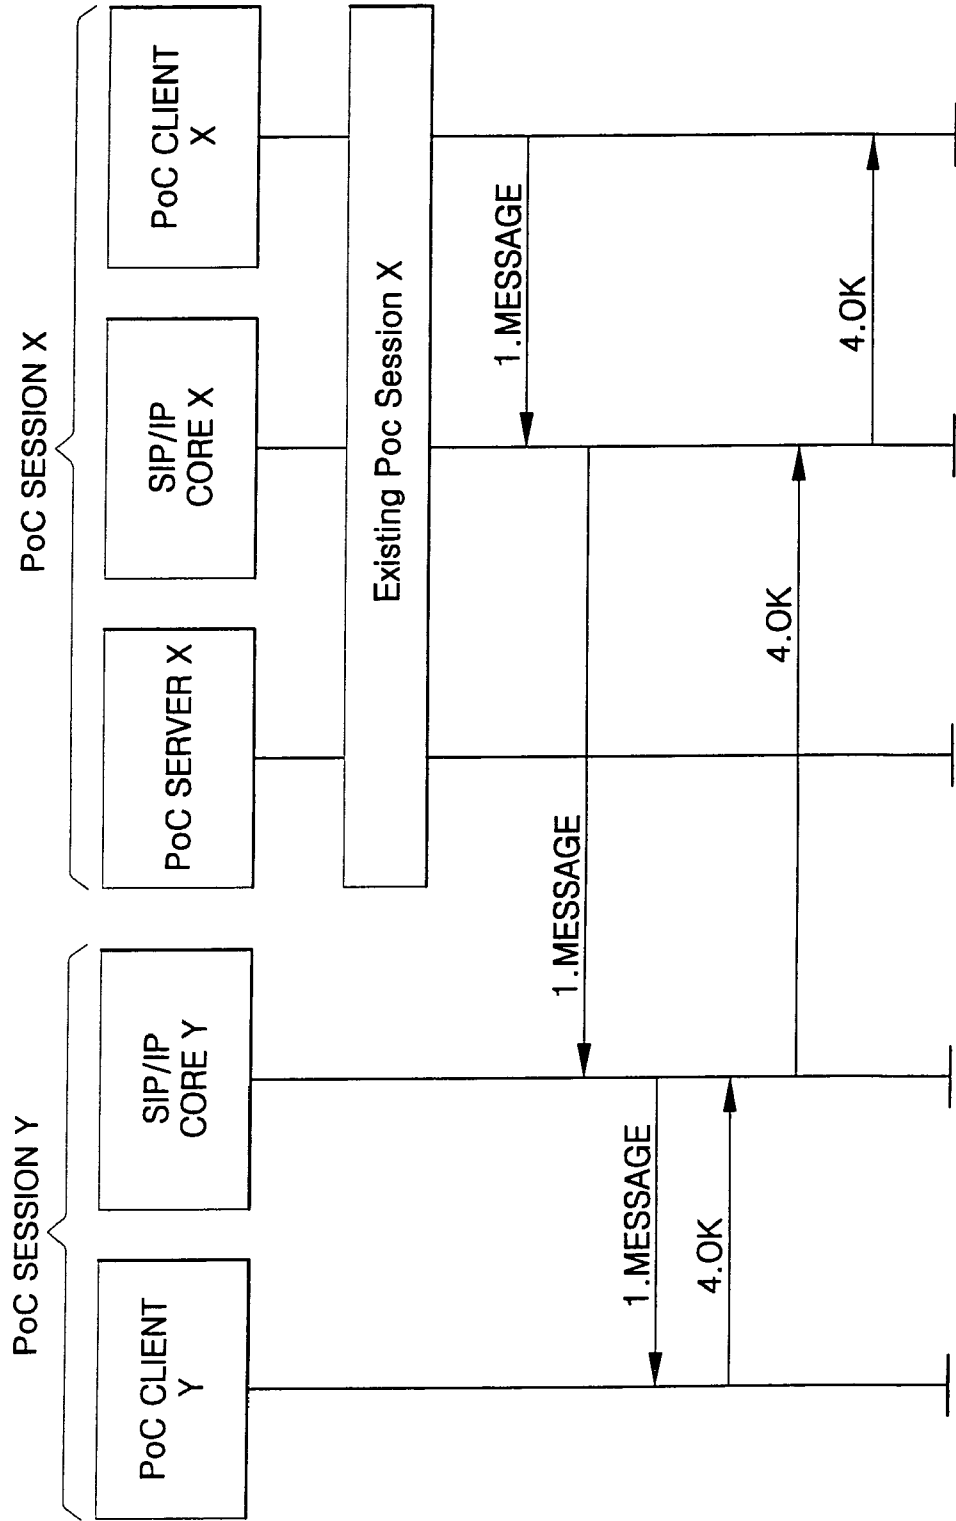 PoC SESSION Y
PoC SESSION X
PoC CLIENT
Y
SIP/IP
CORE Y
PoC SERVER X
SIP/IP
CORE X
PoC CLIENT
X
Existing Poc Session X
1.MESSAGE
1.MESSAGE
1.MESSAGE
4.OK
4.OK
4.OK